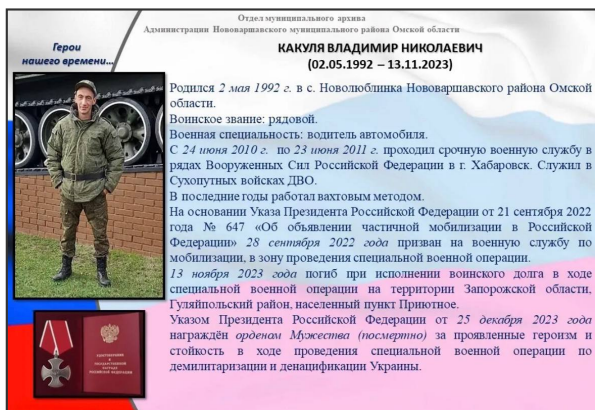 Отдел муниципального архива
Администрации Нововаршавского муниципального района Омской области
Герои
нашего времени…
КАКУЛЯ ВЛАДИМИР НИКОЛАЕВИЧ
(02.05.1992 – 13.11.2023)
Родился 2 мая 1992 г. в с. Новолюблинка Нововаршавского района Омской
области.
Воинское звание: рядовой.
Военная специальность: водитель автомобиля.
С 24 июня 2010 г. по 23 июня 2011 г. проходил срочную военную службу в
рядах Вооруженных Сил Российской Федерации в г. Хабаровск. Служил в
Сухопутных войсках ДВО.
В последние годы работал вахтовым методом.
На основании Указа Президента Российской Федерации от 21 сентября 2022
года № 647 «Об объявлении частичной мобилизации в Российской
Федерации» 28 сентября 2022 года призван на военную службу по
мобилизации, в зону проведения специальной военной операции.
13 ноября 2023 года погиб при исполнении воинского долга в ходе
специальной военной операции на территории Запорожской области,
Гуляйпольский район, населенный пункт Приютное.
Указом Президента Российской Федерации от 25 декабря 2023 года
награждён орденам Мужества (посмертно) за проявленные героизм и
стойкость в ходе проведения специальной военной операции по
демилитаризации и денацификации Украины.